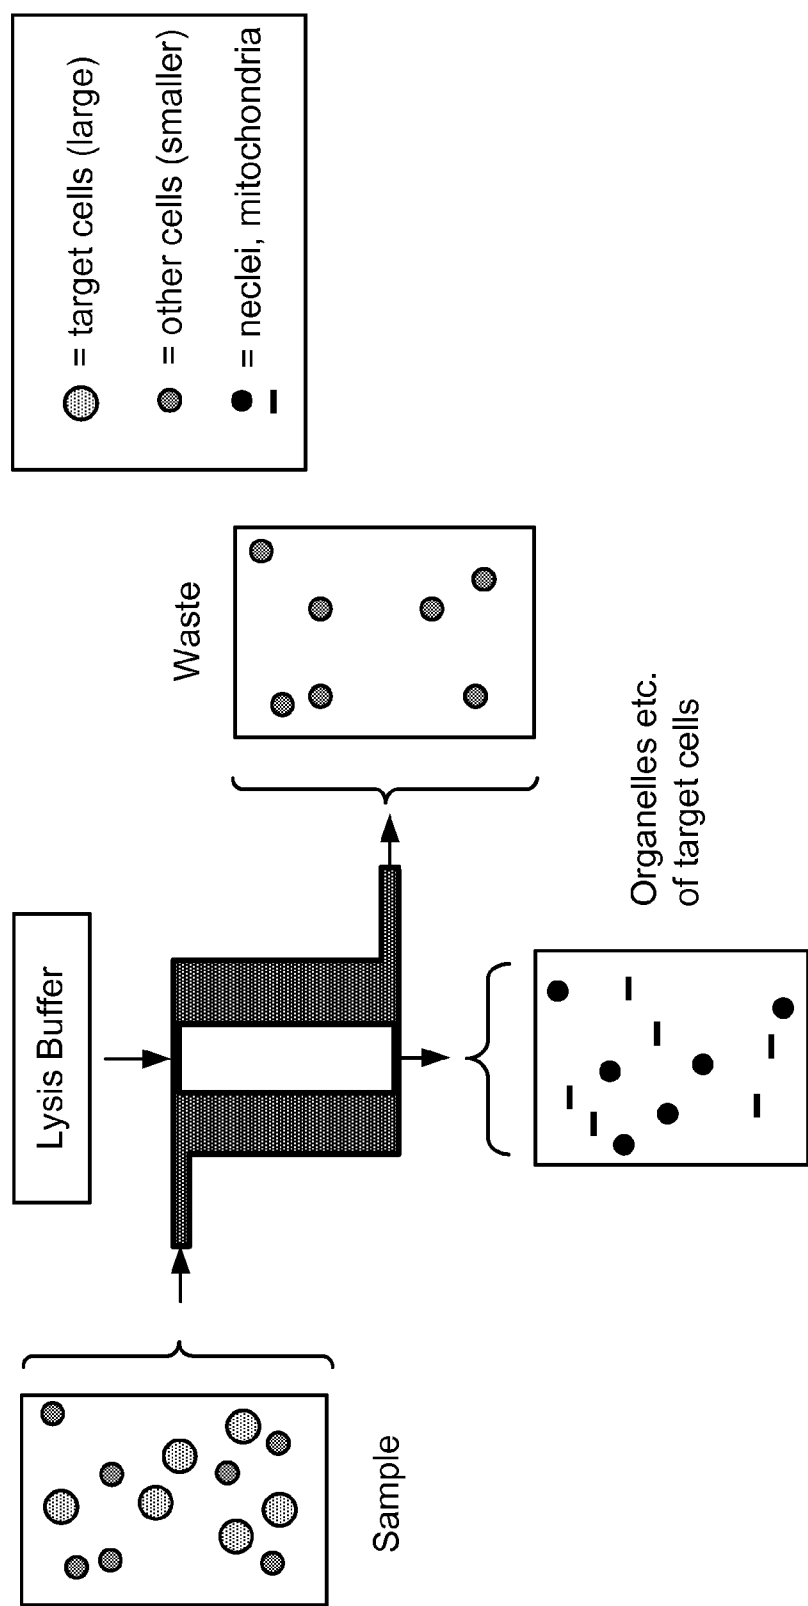 Lysis Buffer
Sample
Waste
Organelles etc.
of target cells
= target cells (large)
= other cells (smaller)
= neclei, mitochondria